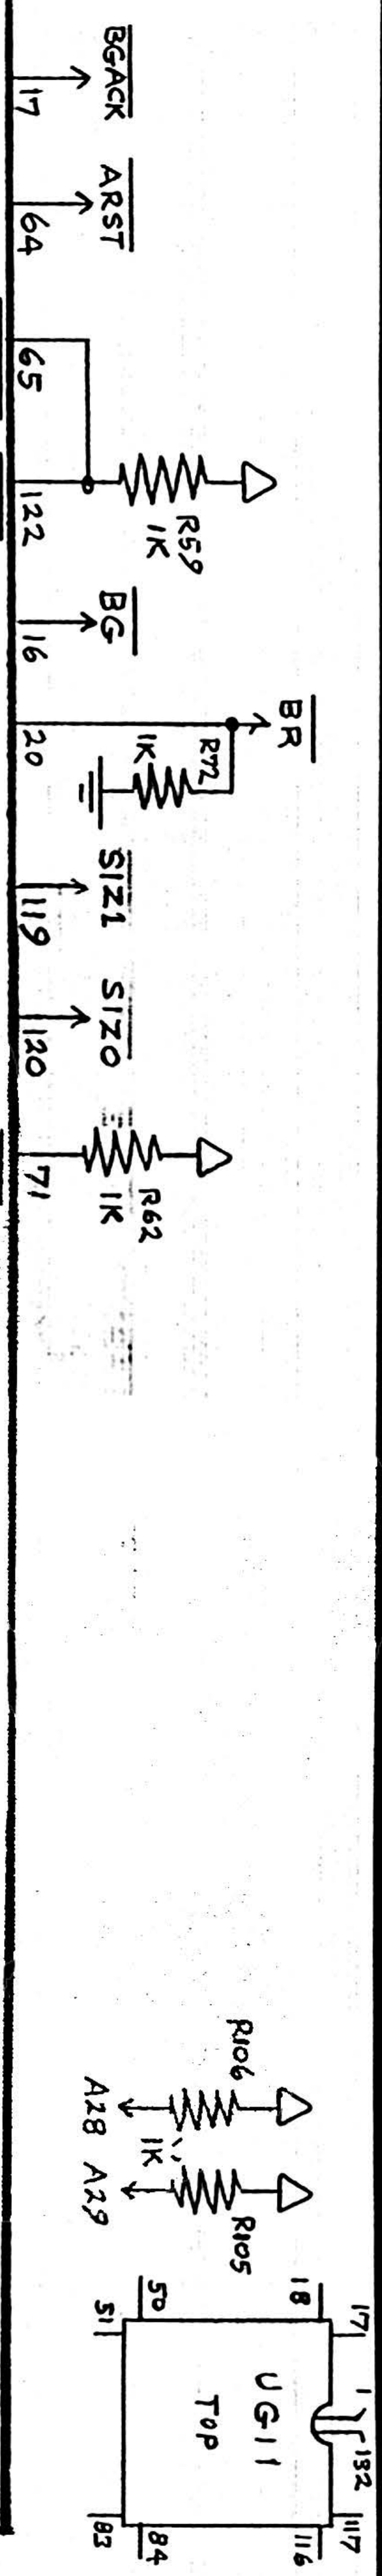 BGACK
17
ARST
64
65
122
R59
1K
BG
16
BR
20
R72
1K
SIZ1
119
SIZ0
120
R62
1K
71
R106
1K
R105
A28
A29
UG11
TOP
17
1
132
117
18
116
50
84
51
83